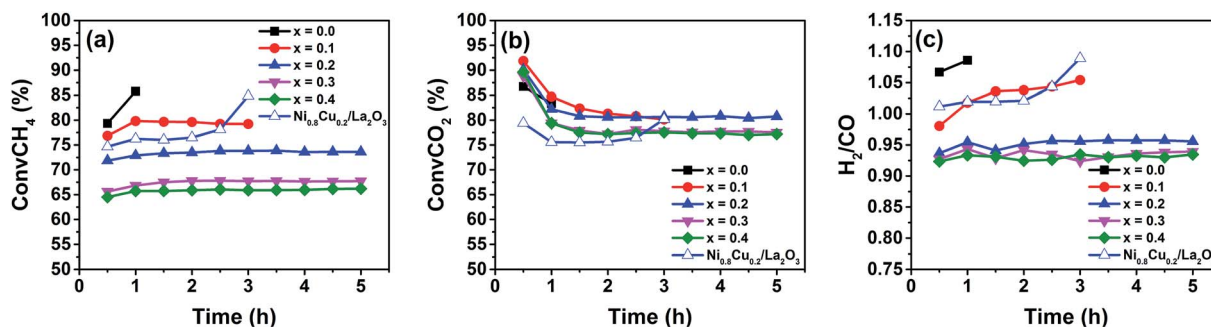 (a)
ConvCH₄ (%)
100
95
90
85
80
75
70
65
60
55
50
0
1
2
3
4
5
Time (h)
x = 0.0
x = 0.1
x = 0.2
x = 0.3
x = 0.4
Ni₀.₈Cu₀.₂/La₂O₃
(b)
ConvCO₂ (%)
100
95
90
85
80
75
70
65
60
55
50
0
1
2
3
4
5
Time (h)
x = 0.0
x = 0.1
x = 0.2
x = 0.3
x = 0.4
Ni₀.₈Cu₀.₂/La₂O₃
(c)
H₂/CO
1.15
1.10
1.05
1.00
0.95
0.90
0.85
0.80
0.75
0
1
2
3
4
5
Time (h)
x = 0.0
x = 0.1
x = 0.2
x = 0.3
x = 0.4
Ni₀.₈Cu₀.₂/La₂O